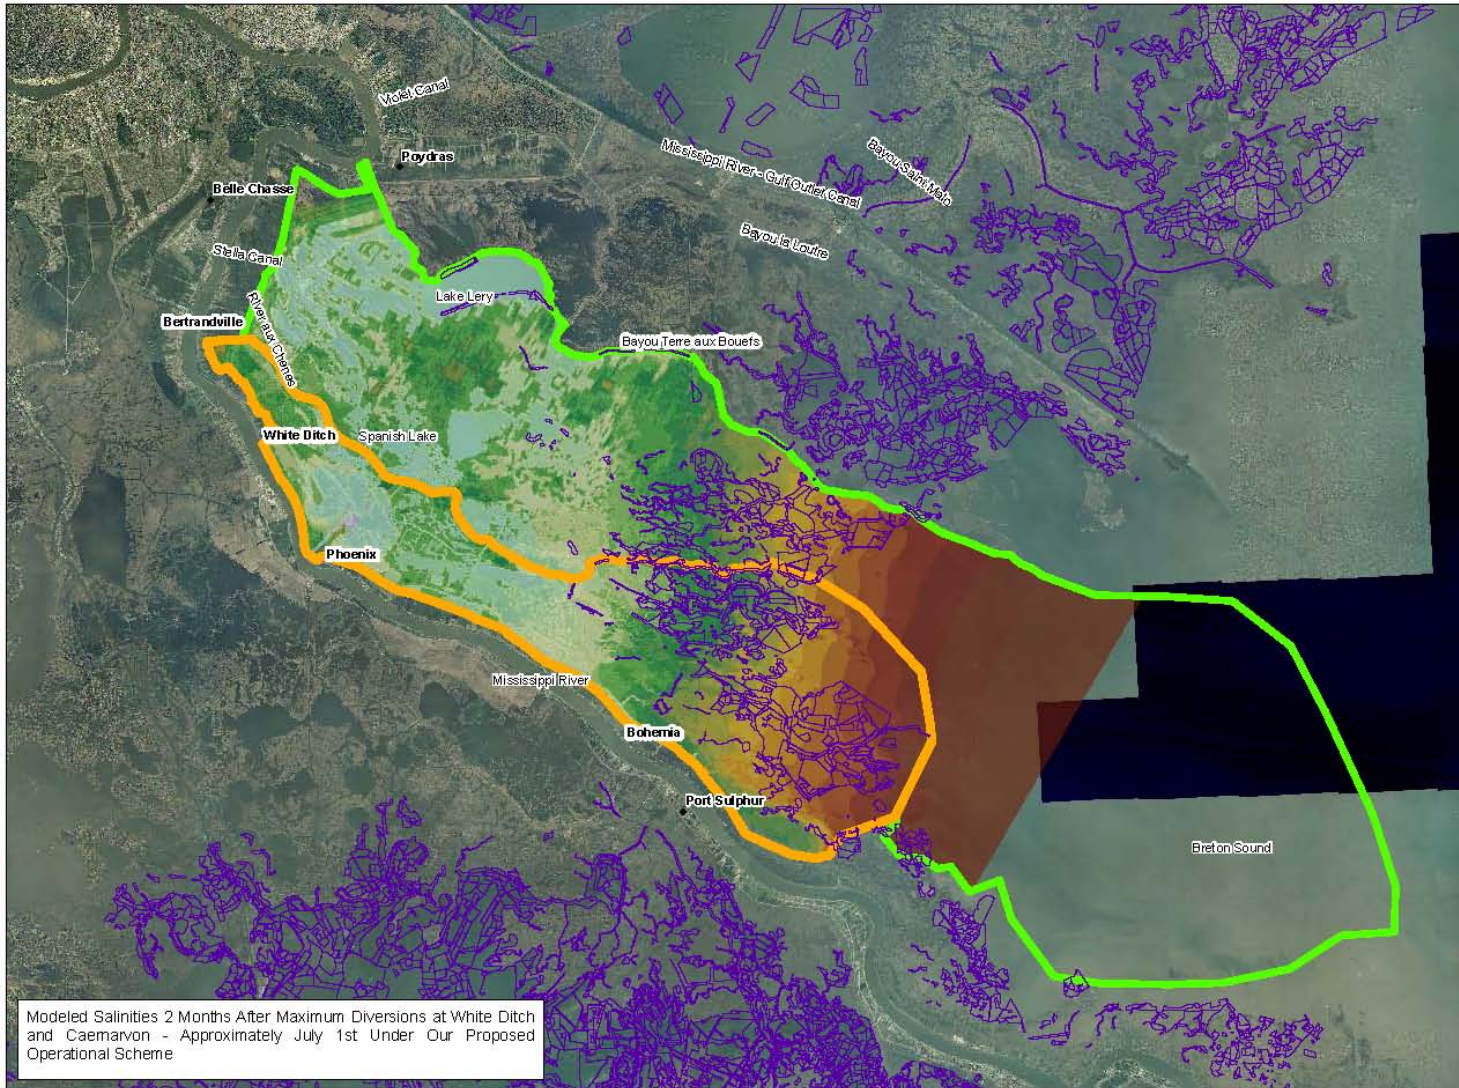 Violet Canal
Poydras
Mississippi River - Gulf Outlet Canal
Bayou Saint Malo
Belle Chasse
Bayou la Loutre
Stella Canal
Lake Lery
River aux Chenes
Bertrandville
Bayou Terre aux Bouefs
White Ditch
Spanish Lake
Phoenix
Mississippi River
Bohemia
Port Sulphur
Breton Sound
Modeled Salinities 2 Months After Maximum Diversions at White Ditch
and Caernarvon - Approximately July 1st Under Our Proposed
Operational Scheme